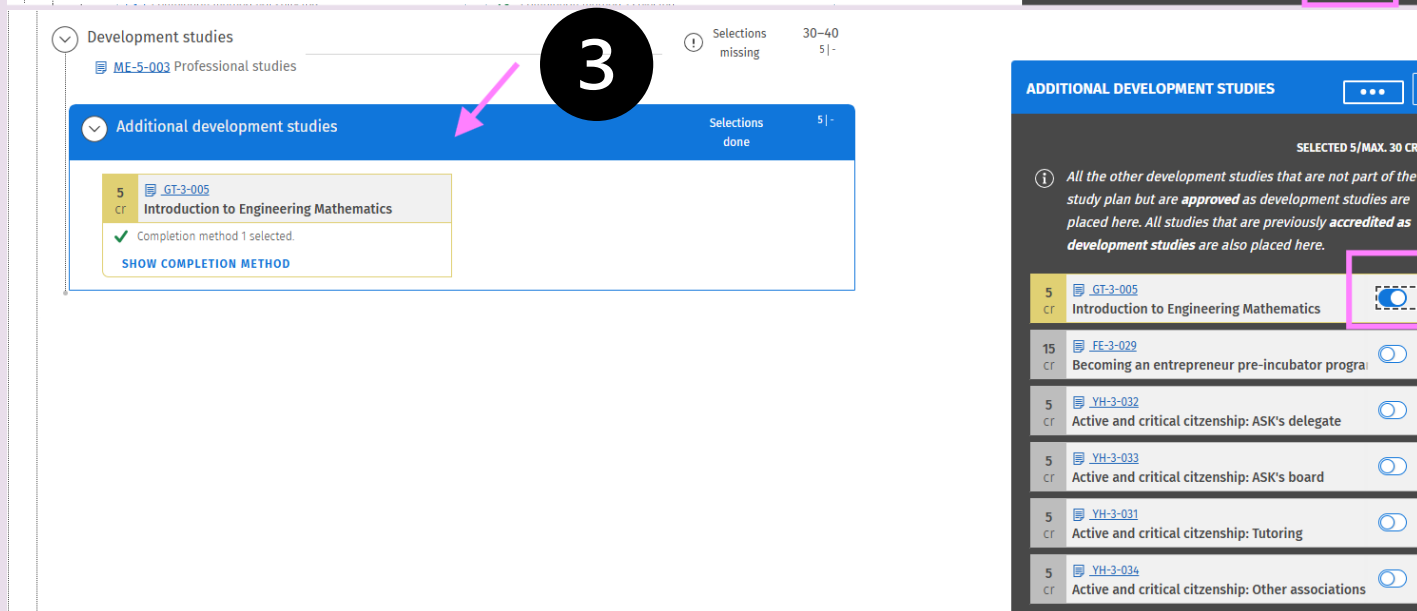 Development studies
Selections missing
30–40
5 | -
ME-5-003 Professional studies
3
Additional development studies
Selections done
5 | -
5 cr
GT-3-005
Introduction to Engineering Mathematics
Completion method 1 selected.
SHOW COMPLETION METHOD
ADDITIONAL DEVELOPMENT STUDIES
SELECTED 5/MAX. 30 CR
All the other development studies that are not part of the
study plan but are approved as development studies are
placed here. All studies that are previously accredited as
development studies are also placed here.
5 cr
GT-3-005
Introduction to Engineering Mathematics
15 cr
FE-3-029
Becoming an entrepreneur pre-incubator progra
5 cr
YH-3-032
Active and critical citzenship: ASK's delegate
5 cr
YH-3-033
Active and critical citzenship: ASK's board
5 cr
YH-3-031
Active and critical citzenship: Tutoring
5 cr
YH-3-034
Active and critical citzenship: Other associations